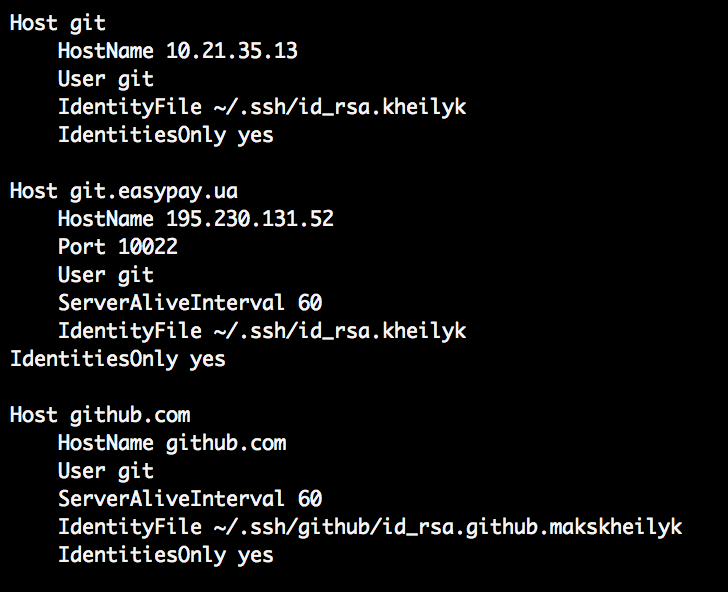 Host git
    HostName 10.21.35.13
    User git
    IdentityFile ~/.ssh/id_rsa.kheilyk
    IdentitiesOnly yes

Host git.easypay.ua
    HostName 195.230.131.52
    Port 10022
    User git
    ServerAliveInterval 60
    IdentityFile ~/.ssh/id_rsa.kheilyk
IdentitiesOnly yes

Host github.com
    HostName github.com
    User git
    ServerAliveInterval 60
    IdentityFile ~/.ssh/github/id_rsa.github.makskheilyk
    IdentitiesOnly yes